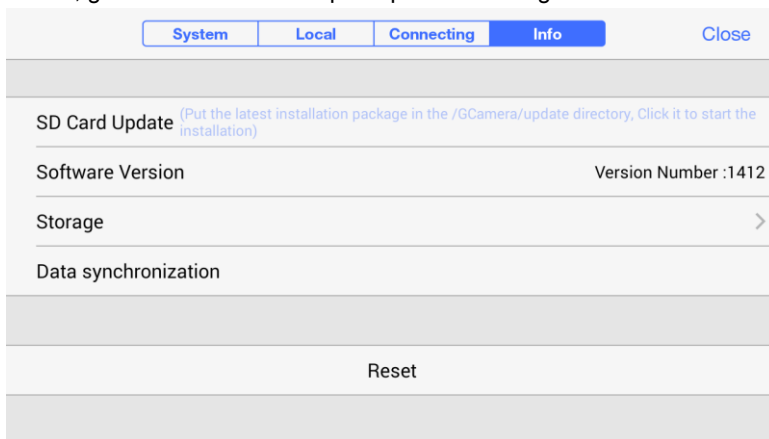 System Local Connecting Info Close
SD Card Update (Put the latest installation package in the /GCamera/update directory, Click it to start the
installation)
Software Version Version Number :1412
Storage
Data synchronization
Reset